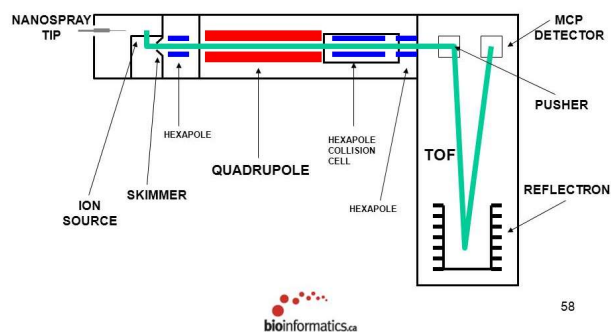 NANOSPRAY
TIP
MCP
DETECTOR
PUSHER
HEXAPOLE
HEXAPOLE
COLLISION
CELL
QUADRUPOLE
TOF
SKIMMER
ION
SOURCE
HEXAPOLE
REFLECTRON
bioinformatics.ca
58